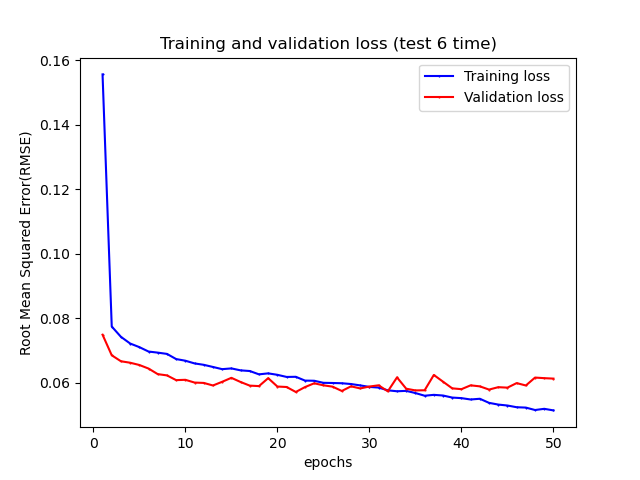 Training and validation loss (test 6 time)
Training loss
Validation loss
Root Mean Squared Error(RMSE)
0.16
0.14
0.12
0.10
0.08
0.06
0
10
20
30
40
50
epochs